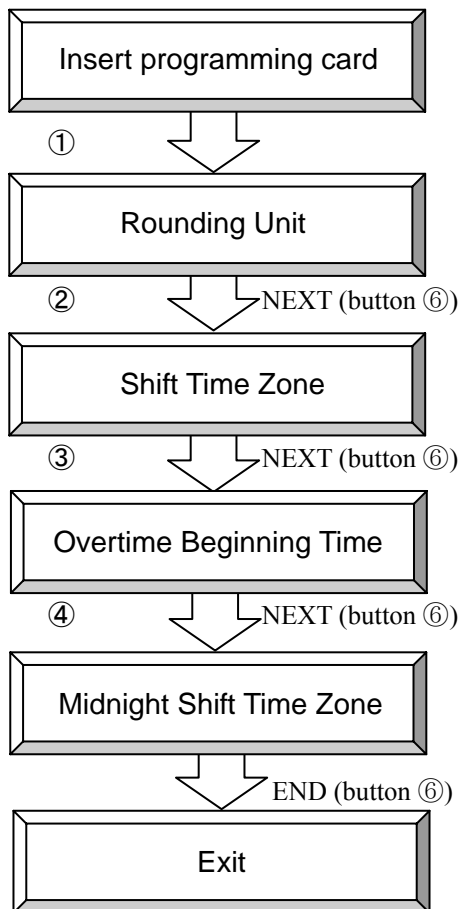 Insert programming card
①
Rounding Unit
② NEXT (button ⑥)
Shift Time Zone
③ NEXT (button ⑥)
Overtime Beginning Time
④ NEXT (button ⑥)
Midnight Shift Time Zone
END (button ⑥)
Exit